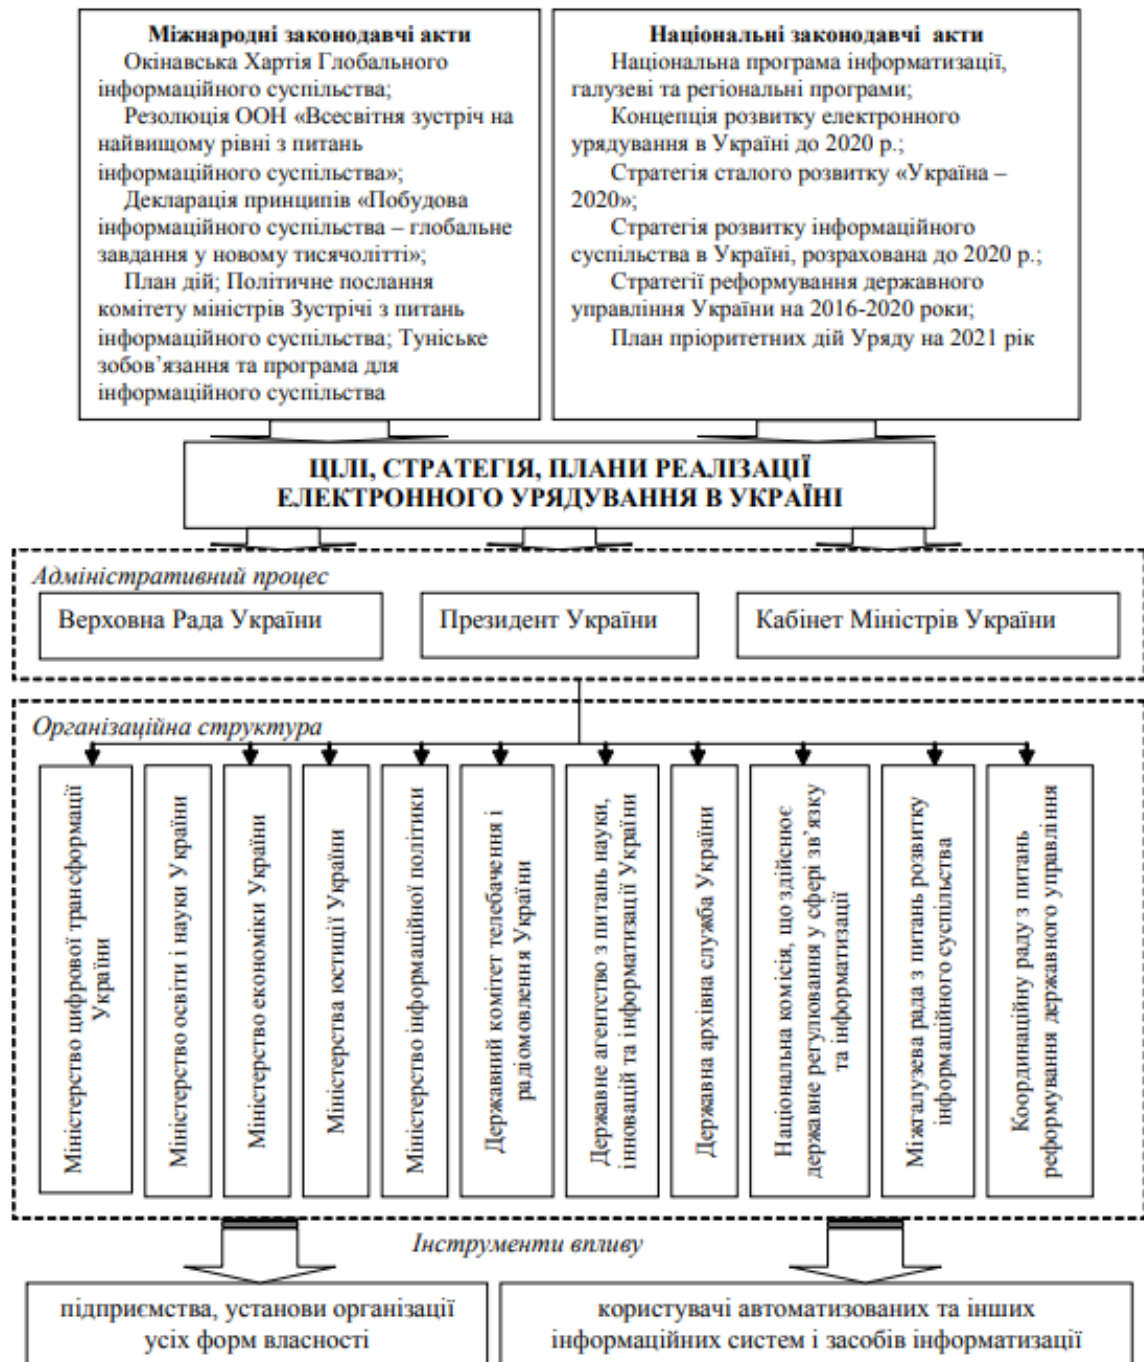 Міжнародні законодавчі акти
Окінавська Хартія Глобального
інформаційного суспільства;
Резолюція ООН «Всесвітня зустріч на
найвищому рівні з питань
інформаційного суспільства»;
Декларація принципів «Побудова
інформаційного суспільства – глобальне
завдання у новому тисячолітті»;
План дій; Політичне послання
комітету міністрів Зустрічі з питань
інформаційного суспільства; Туніське
зобов’язання та програма для
інформаційного суспільства
Національні законодавчі акти
Національна програма інформатизації,
галузеві та регіональні програми;
Концепція розвитку електронного
урядування в Україні до 2020 р.;
Стратегія сталого розвитку «Україна –
2020»;
Стратегія розвитку інформаційного
суспільства в Україні, розрахована до 2020 р.;
Стратегії реформування державного
управління України на 2016-2020 роки;
План пріоритетних дій Уряду на 2021 рік
ЦІЛІ, СТРАТЕГІЯ, ПЛАНИ РЕАЛІЗАЦІЇ
ЕЛЕКТРОННОГО УРЯДУВАННЯ В УКРАЇНІ
Адміністративний процес
Верховна Рада України
Президент України
Кабінет Міністрів України
Організаційна структура
Міністерство цифрової трансформації
України
Міністерство освіти і науки України
Міністерство економіки України
Міністерства юстиції України
Міністерство інформаційної політики
Державний комітет телебачення і
радіомовлення України
Державне агентство з питань науки,
інновацій та інформатизації України
Державна архівна служба України
Національна комісія, що здійснює
державне регулювання у сфері зв’язку
та інформатизації
Міжгалузева рада з питань розвитку
інформаційного суспільства
Координаційну раду з питань
реформування державного управління
Інструменти впливу
підприємства, установи організації
усіх форм власності
користувачі автоматизованих та інших
інформаційних систем і засобів інформатизації